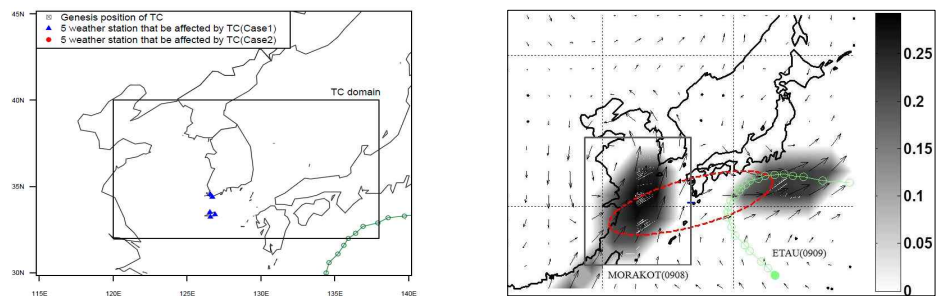 Genesis position of TC
5 weather station that be affected by TC(Case1)
5 weather station that be affected by TC(Case2)
TC domain
45N
40N
35N
30N
115E 120E 125E 130E 135E 140E
ETAU(0909)
MORAKOT(0908)
0.25
0.2
0.15
0.1
0.05
0